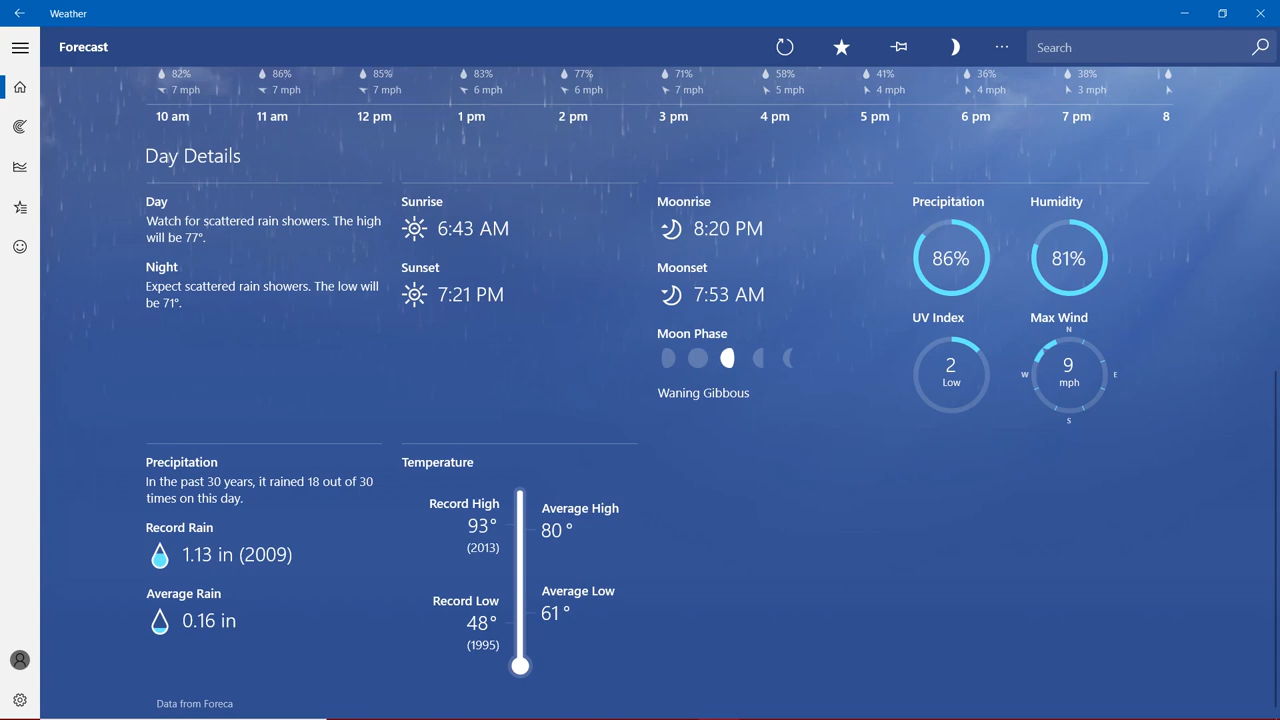 Weather
Forecast
Search
82% 86% 85% 83% 77% 71% 58% 41% 36% 38%
7 mph 7 mph 7 mph 6 mph 6 mph 7 mph 5 mph 4 mph 4 mph 3 mph
10 am 11 am 12 pm 1 pm 2 pm 3 pm 4 pm 5 pm 6 pm 7 pm 8
Day Details
Day
Watch for scattered rain showers. The high
will be 77°.
Night
Expect scattered rain showers. The low will
be 71°.
Sunrise
6:43 AM
Sunset
7:21 PM
Moonrise
8:20 PM
Moonset
7:53 AM
Moon Phase
Waning Gibbous
Precipitation
86%
Humidity
81%
UV Index
2
Low
Max Wind
N
W
9
E
mph
S
Precipitation
In the past 30 years, it rained 18 out of 30
times on this day.
Record Rain
1.13 in (2009)
Average Rain
0.16 in
Temperature
Record High
93°
(2013)
Average High
80 °
Record Low
48°
(1995)
Average Low
61 °
Data from Foreca